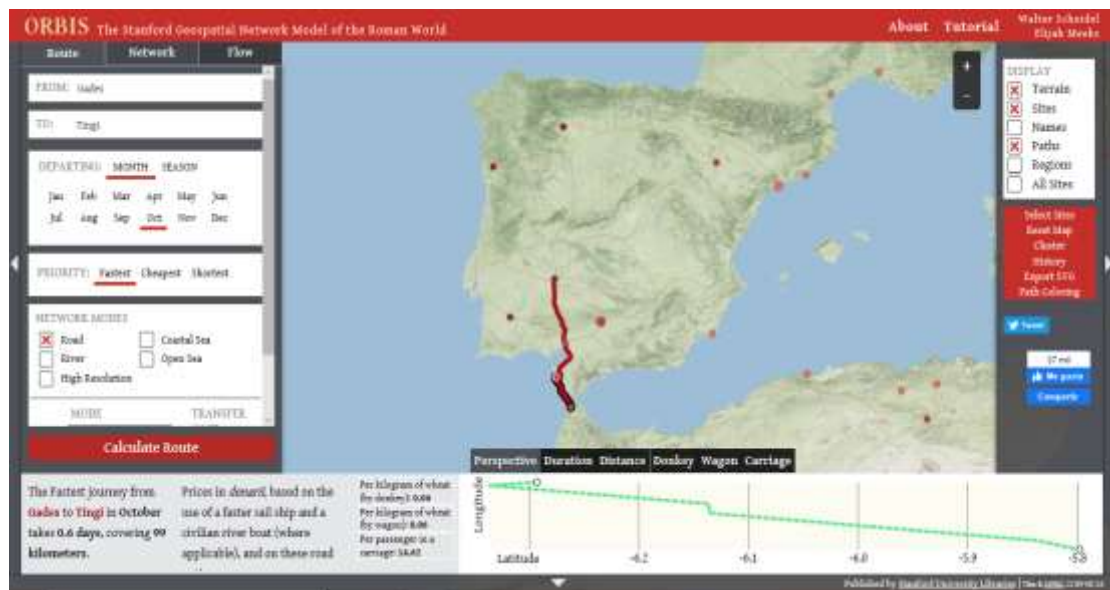 ORBIS The Stanford Geospatial Network Model of the Roman World
About Tutorial
Walter Scheidel
Elijah Meeks
Route Network Flow
FROM: Gades
TO: Tingi
DEPARTING: MONTH SEASON
Jan Feb Mar Apr May Jun
Jul Aug Sep Oct Nov Dec
PRIORITY: Fastest Cheapest Shortest
NETWORK MODES
Road Coastal Sea
River Open Sea
High Resolution
MODE TRANSFER
Calculate Route
+
-
DISPLAY
Terrain
Sites
Names
Paths
Regions
All Sites
Select Sites
Reset Map
Cluster
History
Export SVG
Path Coloring
Tweet
Me gusta
Compartir
Perspective Duration Distance Donkey Wagon Carriage
The Fastest journey from
Gades to Tingi in October
takes 0.6 days, covering 99
kilometers.
Prices in denarii, based on the
use of a faster sail ship and a
civilian river boat (where
applicable), and on these road
Per kilogram of wheat
(by donkey):
Per kilogram of wheat
(by wagon):
Per passenger in a
carriage:
Longitude
Latitude
-6.2 -6.1 -6.0 -5.9 -5.8
Published by Stanford University Libraries